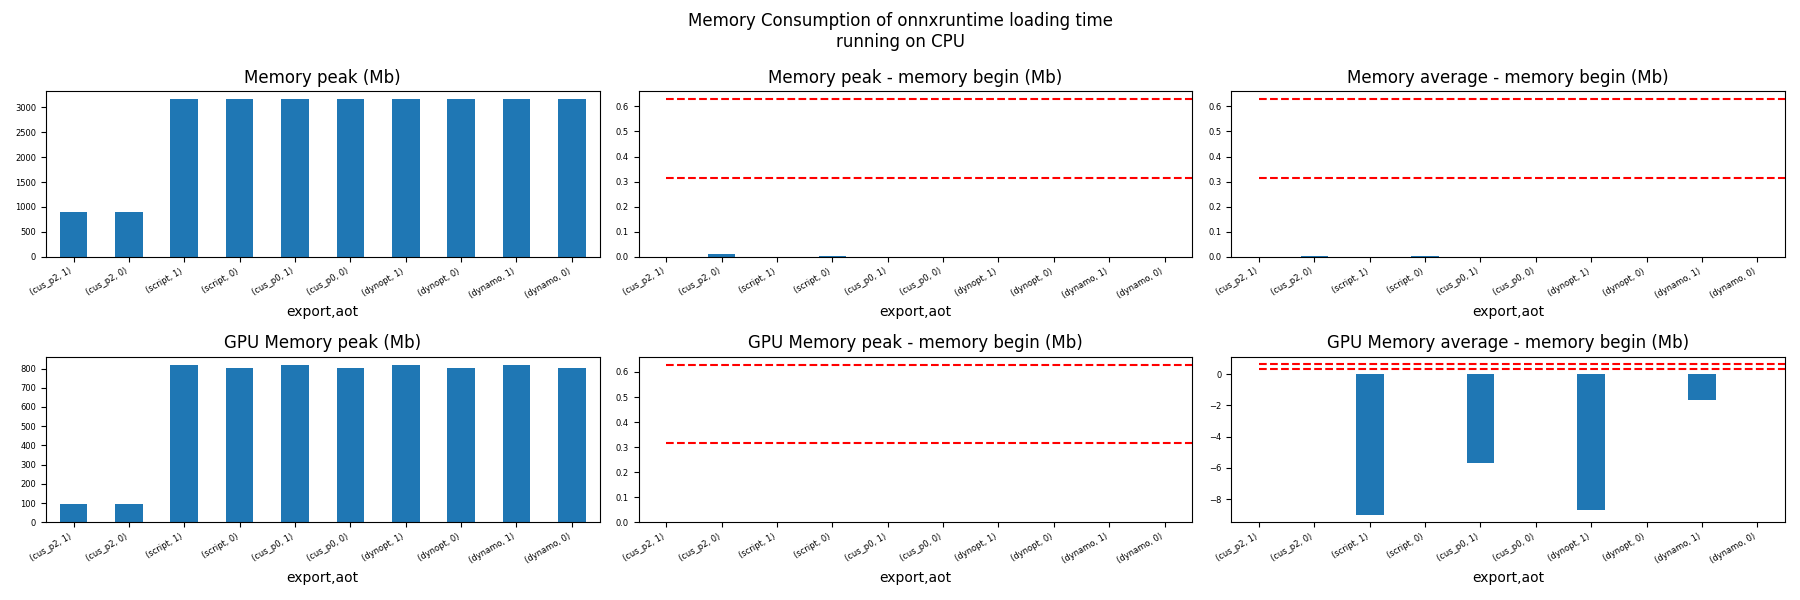 Memory Consumption of onnxruntime loading time
running on CPU
Memory peak (Mb)
3000
2500
2000
1500
1000
500
0
(cus_p2, 1)
(cus_p2, 0)
(script, 1)
(script, 0)
(cus_p0, 1)
(cus_p0, 0)
(dynopt, 1)
(dynopt, 0)
(dynamo, 1)
(dynamo, 0)
export,aot
Memory peak - memory begin (Mb)
0.6
0.5
0.4
0.3
0.2
0.1
0.0
(cus_p2, 1)
(cus_p2, 0)
(script, 1)
(script, 0)
(cus_p0, 1)
(cus_p0, 0)
(dynopt, 1)
(dynopt, 0)
(dynamo, 1)
(dynamo, 0)
export,aot
Memory average - memory begin (Mb)
0.6
0.5
0.4
0.3
0.2
0.1
0.0
(cus_p2, 1)
(cus_p2, 0)
(script, 1)
(script, 0)
(cus_p0, 1)
(cus_p0, 0)
(dynopt, 1)
(dynopt, 0)
(dynamo, 1)
(dynamo, 0)
export,aot
GPU Memory peak (Mb)
800
700
600
500
400
300
200
100
0
(cus_p2, 1)
(cus_p2, 0)
(script, 1)
(script, 0)
(cus_p0, 1)
(cus_p0, 0)
(dynopt, 1)
(dynopt, 0)
(dynamo, 1)
(dynamo, 0)
export,aot
GPU Memory peak - memory begin (Mb)
0.6
0.5
0.4
0.3
0.2
0.1
0.0
(cus_p2, 1)
(cus_p2, 0)
(script, 1)
(script, 0)
(cus_p0, 1)
(cus_p0, 0)
(dynopt, 1)
(dynopt, 0)
(dynamo, 1)
(dynamo, 0)
export,aot
GPU Memory average - memory begin (Mb)
0
−2
−4
−6
−8
(cus_p2, 1)
(cus_p2, 0)
(script, 1)
(script, 0)
(cus_p0, 1)
(cus_p0, 0)
(dynopt, 1)
(dynopt, 0)
(dynamo, 1)
(dynamo, 0)
export,aot